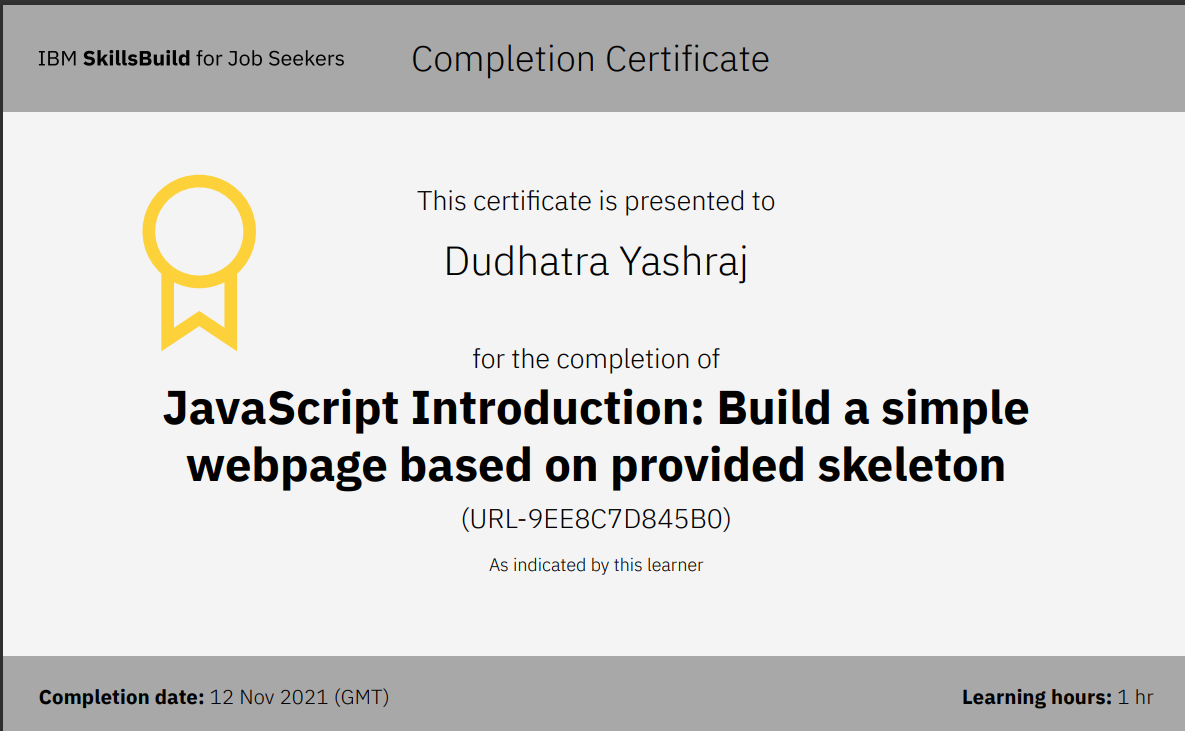 IBM SkillsBuild for Job Seekers
Completion Certificate
This certificate is presented to
Dudhatra Yashraj
for the completion of
JavaScript Introduction: Build a simple
webpage based on provided skeleton
(URL-9EE8C7D845B0)
As indicated by this learner
Completion date: 12 Nov 2021 (GMT)
Learning hours: 1 hr